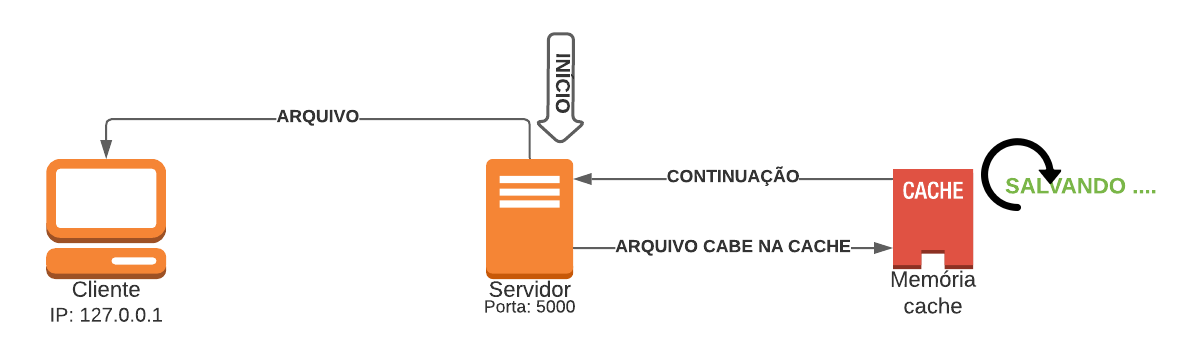 INÍCIO
ARQUIVO
CONTINUAÇÃO
CACHE
SALVANDO ....
ARQUIVO CABE NA CACHE
Cliente
IP: 127.0.0.1
Servidor
Porta: 5000
Memória
cache